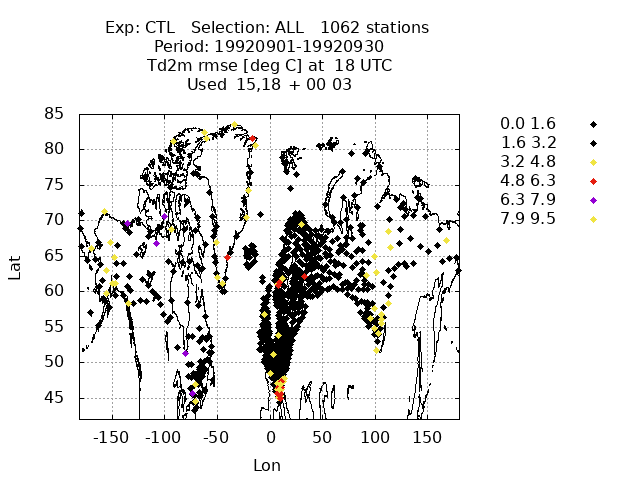 Exp: CTL Selection: ALL 1062 stations
Period: 19920901-19920930
Td2m rmse [deg C] at 18 UTC
Used 15,18 + 00 03
85
80
75
70
65
60
55
50
45
Lat
-150 -100 -50 0 50 100 150
Lon
0.0 1.6
1.6 3.2
3.2 4.8
4.8 6.3
6.3 7.9
7.9 9.5